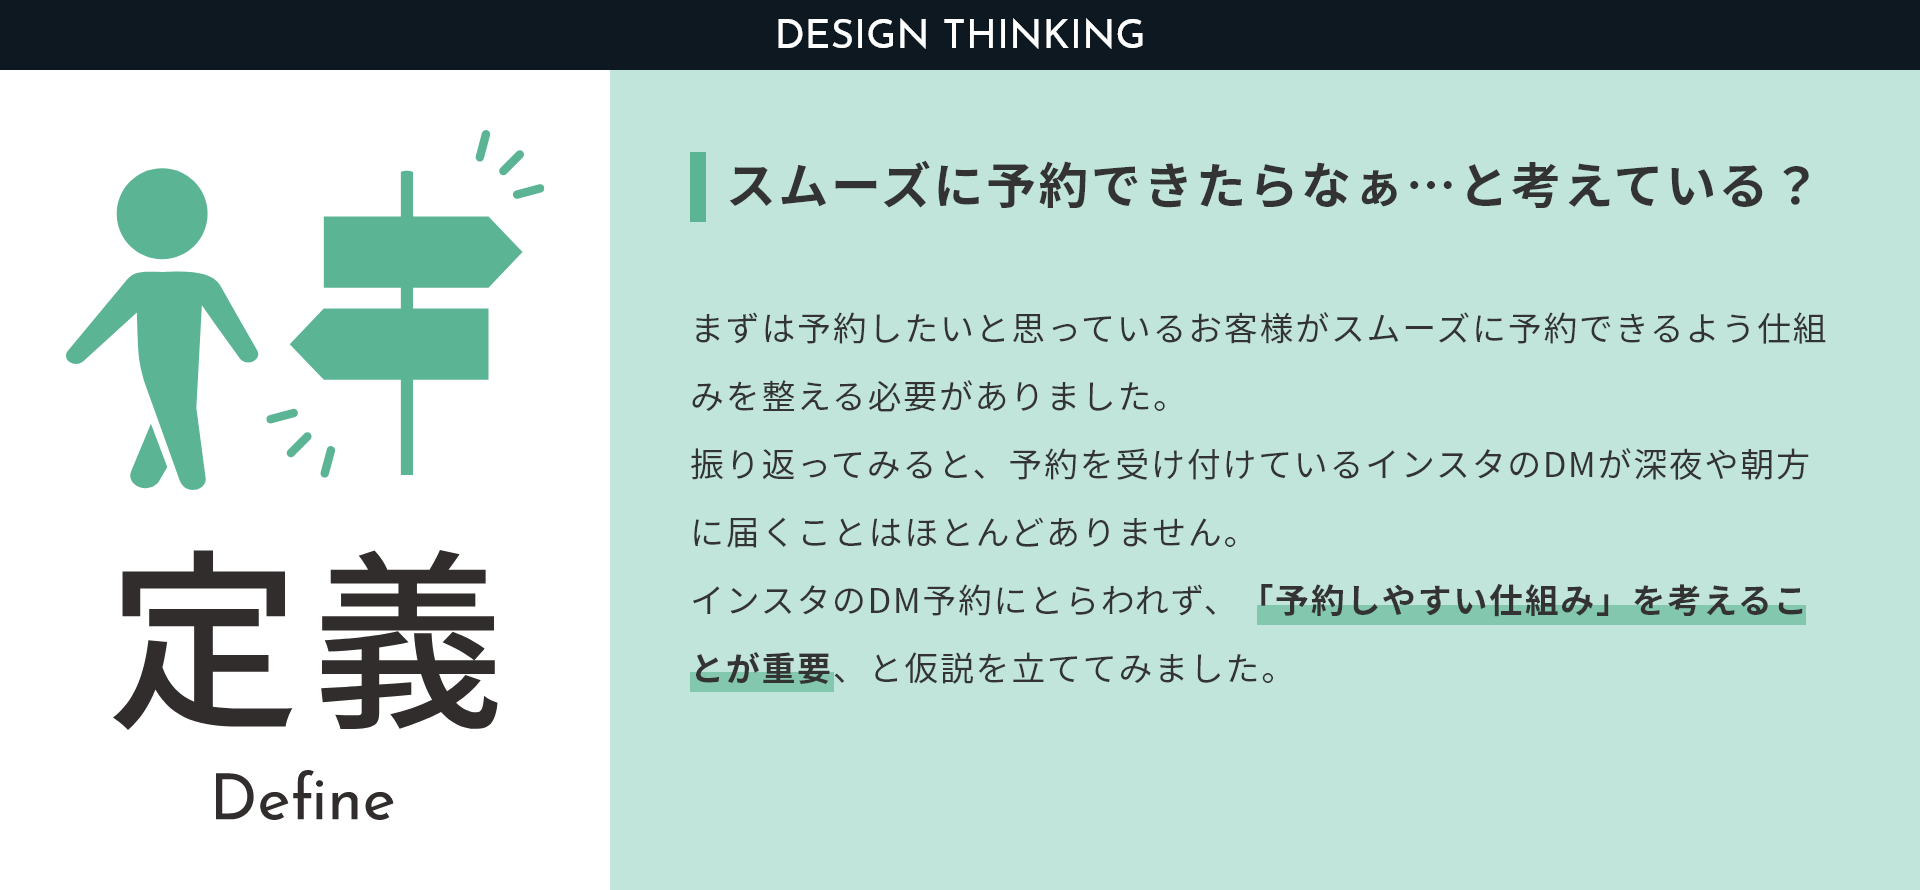 DESIGN THINKING
定義
Define
スムーズに予約できたらなぁ…と考えている？
まずは予約したいと思っているお客様がスムーズに予約できるよう仕組
みを整える必要がありました。
振り返ってみると、予約を受け付けているインスタのDMが深夜や朝方
に届くことはほとんどありません。
インスタのDM予約にとらわれず、「予約しやすい仕組み」を考えるこ
とが重要、と仮説を立ててみました。